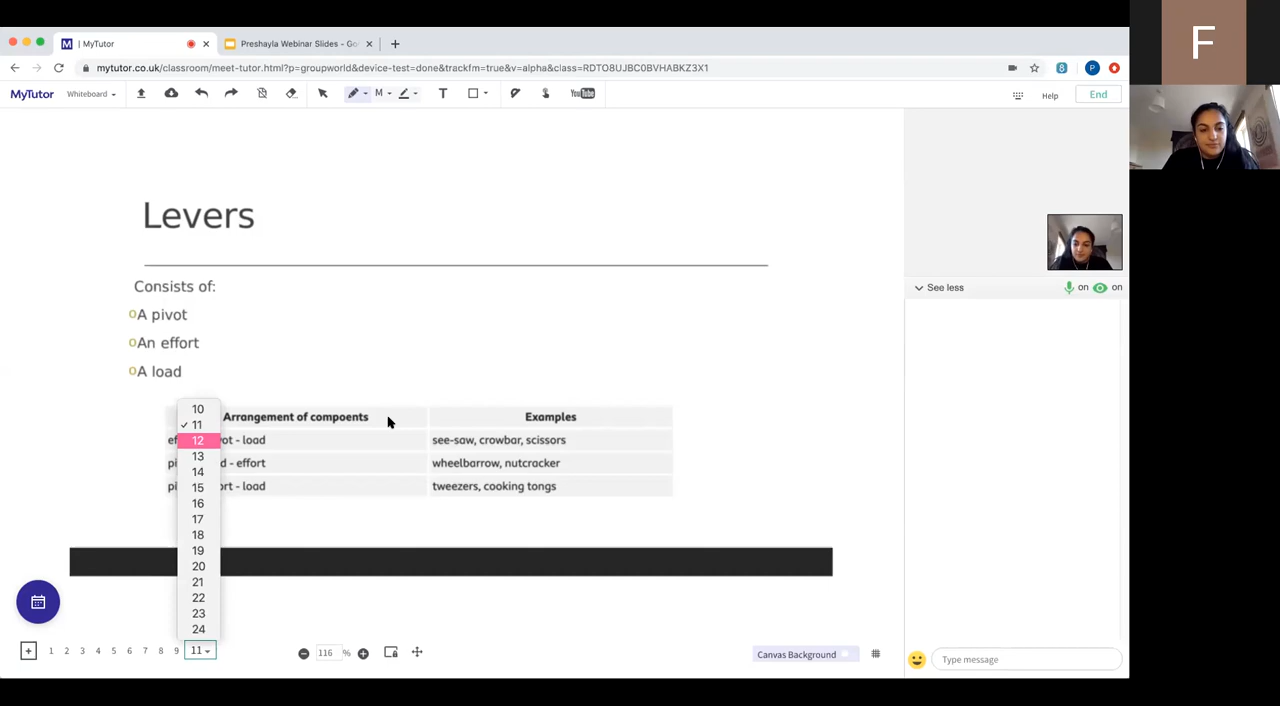 | MyTutor
Preshayla Webinar Slides - Go
mytutor.co.uk/classroom/meet-tutor.html?p=groupworld&device-test=done&trackfm=true&v=alpha&class=RDTO8UJBC0BVHABKZ3X1
8
P
F
MyTutor
Whiteboard
M
T
YouTube
Help
End
Levers
Consists of:
A pivot
An effort
A load
Arrangement of compoents
Examples
ot - load
see-saw, crowbar, scissors
d - effort
wheelbarrow, nutcracker
ort - load
tweezers, cooking tongs
10
✓ 11
12
13
14
15
16
17
18
19
20
21
22
23
24
+ 1 2 3 4 5 6 7 8 9 11
116 %
Canvas Background
See less
on
on
Type message